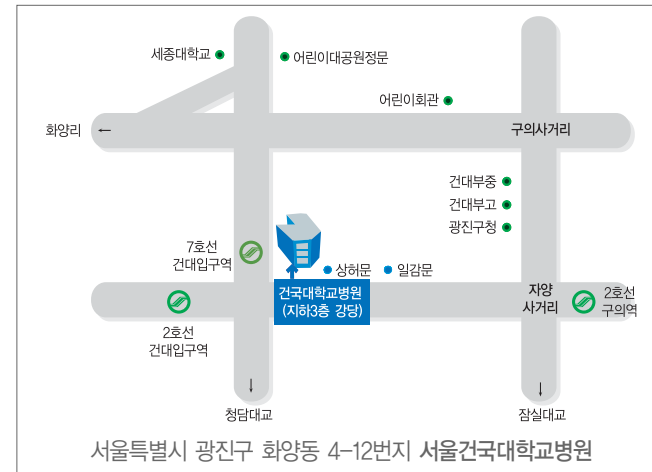 세종대학교
어린이대공원정문
어린이회관
화양리
←
구의사거리
건대부중
건대부고
광진구청
7호선
건대입구역
상허문
일감문
건국대학교병원
(지하3층 강당)
자양
사거리
2호선
구의역
2호선
건대입구역
↓
청담대교
↓
잠실대교
서울특별시 광진구 화양동 4-12번지 서울건국대학교병원